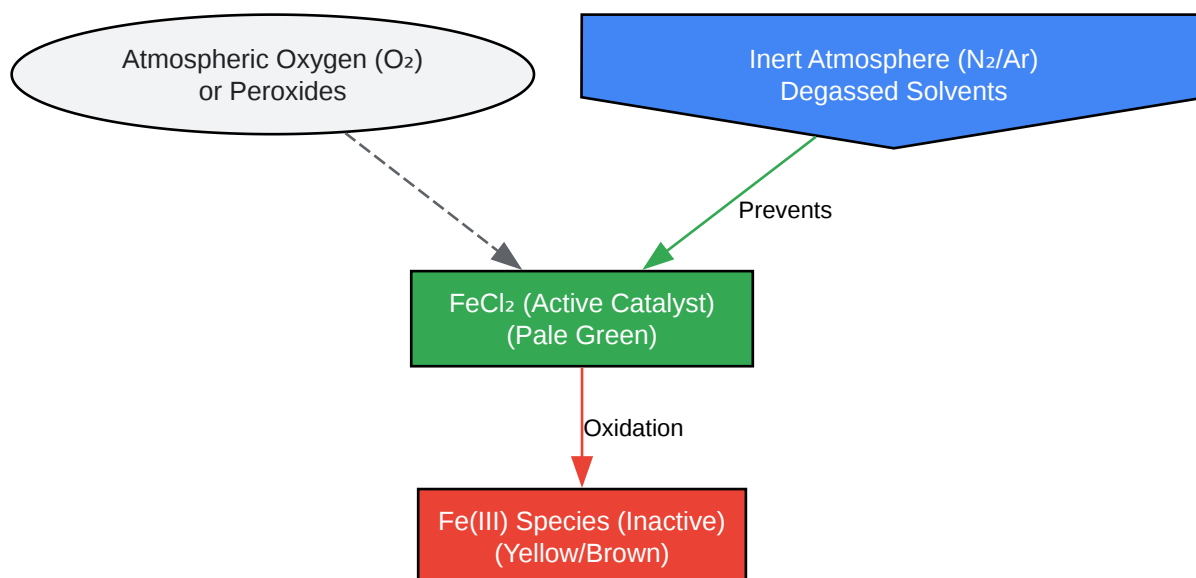 Atmospheric Oxygen (O₂)
or Peroxides
Inert Atmosphere (N₂/Ar)
Degassed Solvents
Prevents
FeCl₂ (Active Catalyst)
(Pale Green)
Oxidation
Fe(III) Species (Inactive)
(Yellow/Brown)